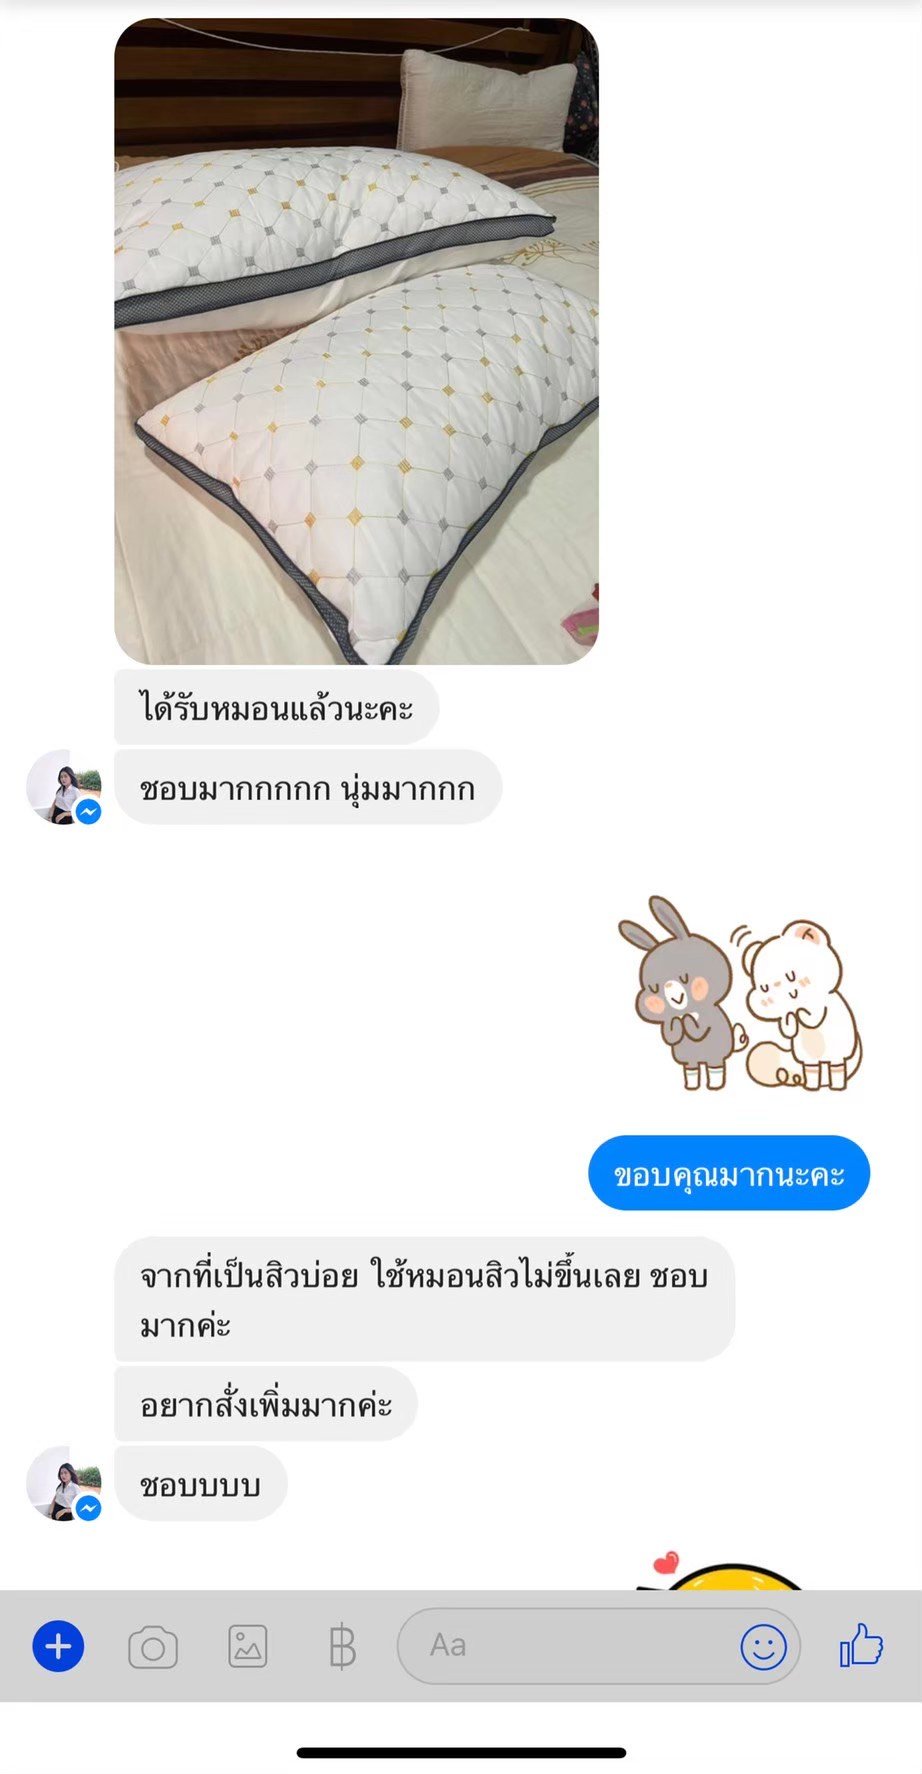 ได้รับหมอนแล้วนะคะ
ชอบมากกกกก นุ่มมากกก
ขอบคุณมากนะคะ
จากที่เป็นสิวบ่อย ใช้หมอนสิวไม่ขึ้นเลย ชอบ
มากค่ะ
อยากสั่งเพิ่มมากค่ะ
ชอบบบบ
Aa